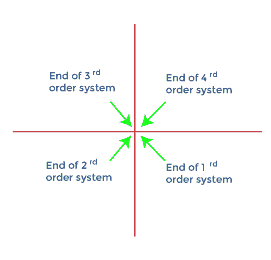 End of 3 rd
order system
End of 4 rd
order system
End of 2 rd
order system
End of 1 rd
order system